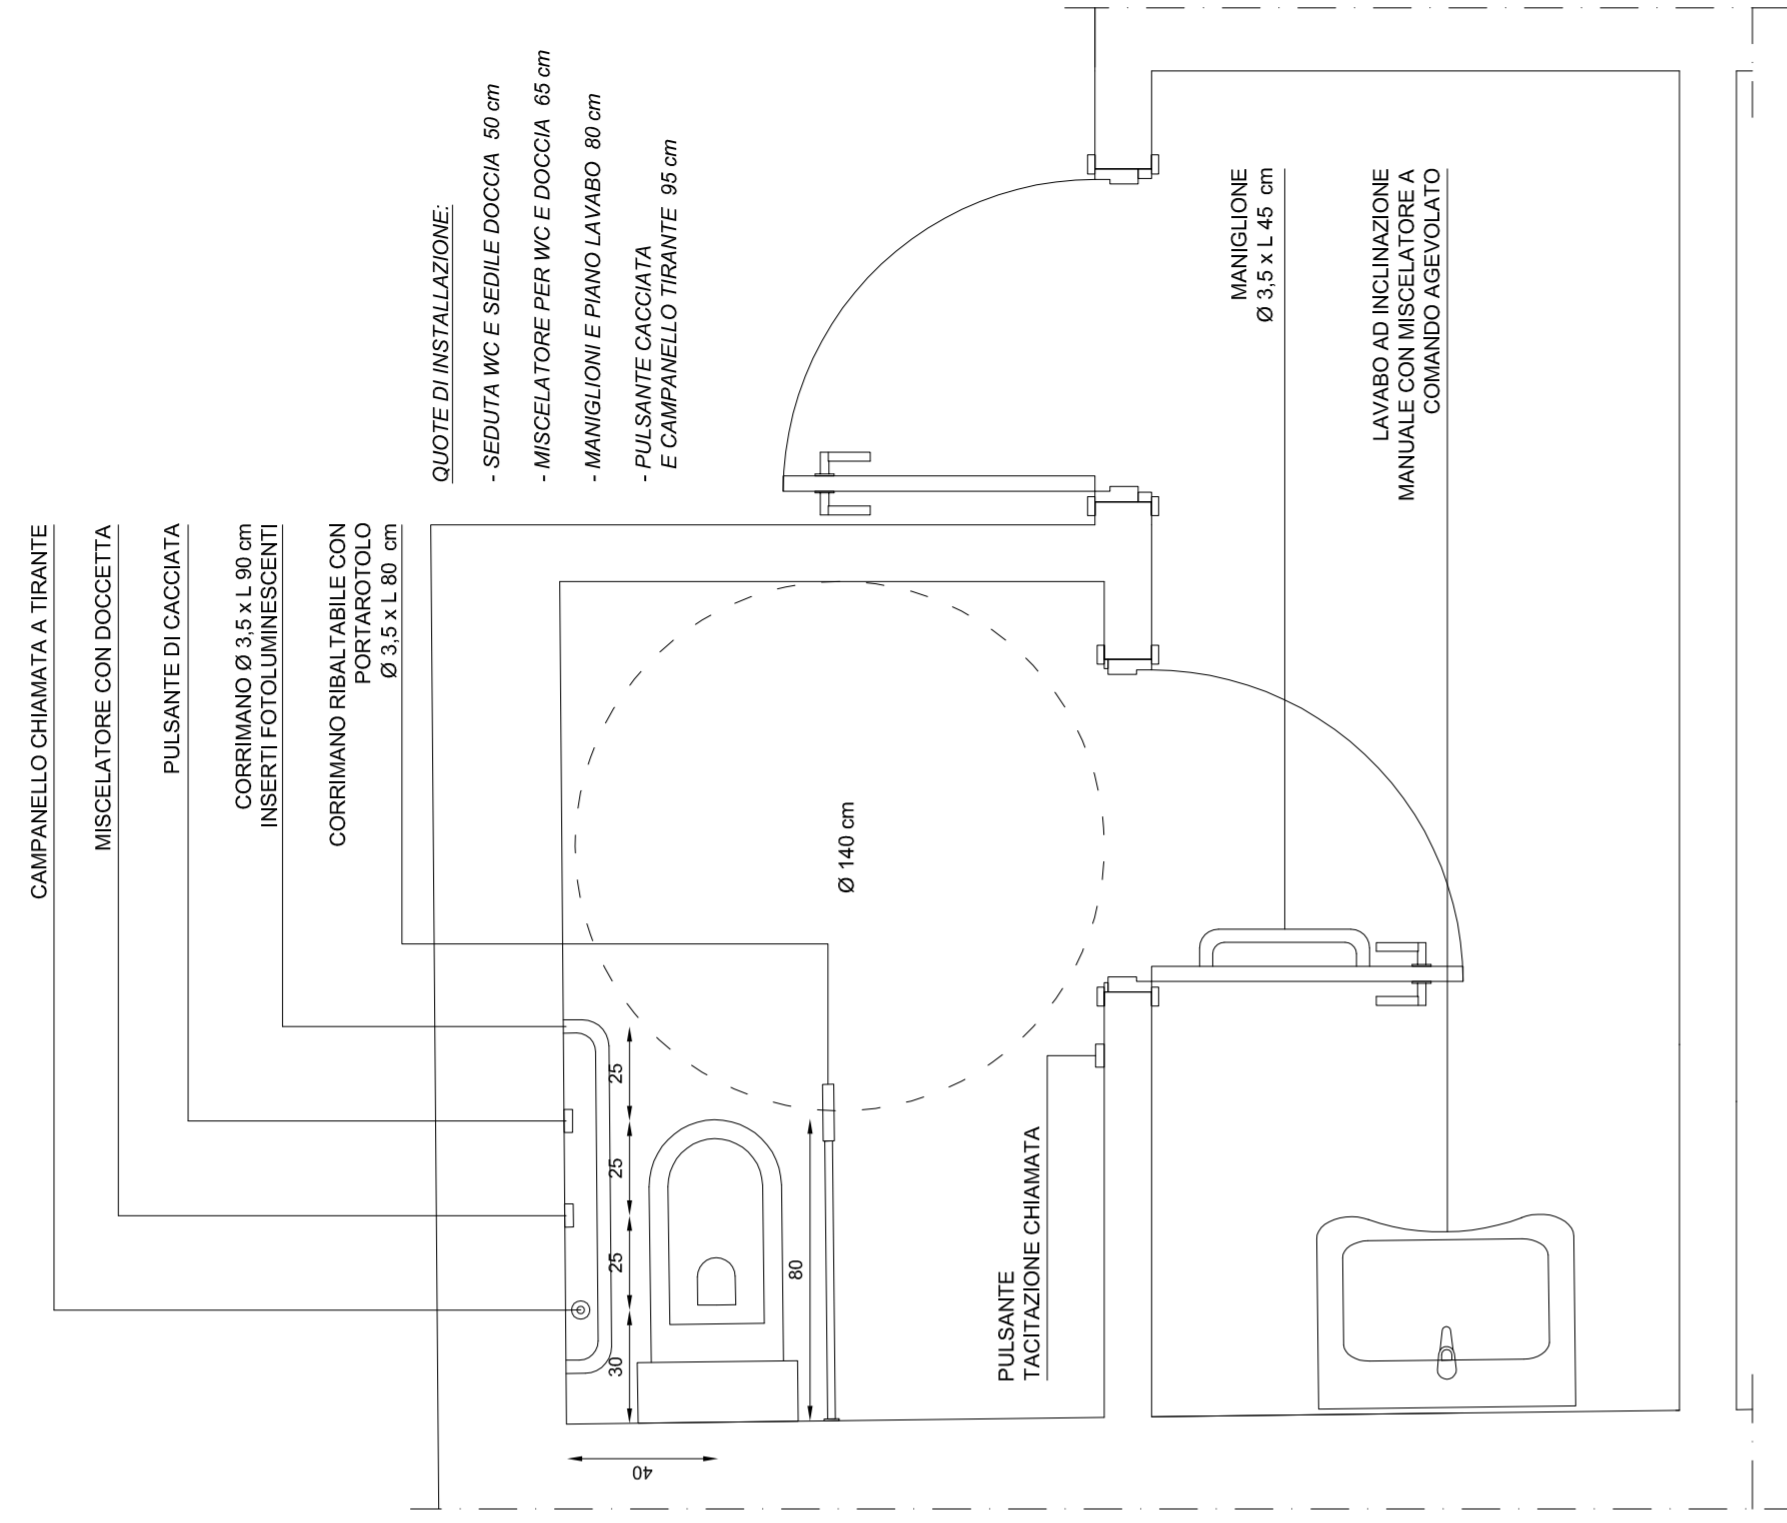 CAMPANELLO CHIAMATA A TIRANTE
MISCELATORE CON DOCCETTA
PULSANTE DI CACCIATA
CORRIMANO Ø 3,5 x L 90 cm
INSERTI FOTOLUMINESCENTI
CORRIMANO RIBALTABILE CON
PORTAROTOLO
Ø 3,5 x L 80 cm
QUOTE DI INSTALLAZIONE:
- SEDUTA WC E SEDILE DOCCIA 50 cm
- MISCELATORE PER WC E DOCCIA 65 cm
- MANIGLIONI E PIANO LAVABO 80 cm
- PULSANTE CACCIATA
E CAMPANELLO TIRANTE 95 cm
30
25
25
25
40
80
Ø 140 cm
PULSANTE
TACITAZIONE CHIAMATA
MANIGLIONE
Ø 3,5 x L 45 cm
LAVABO AD INCLINAZIONE
MANUALE CON MISCELATORE A
COMANDO AGEVOLATO